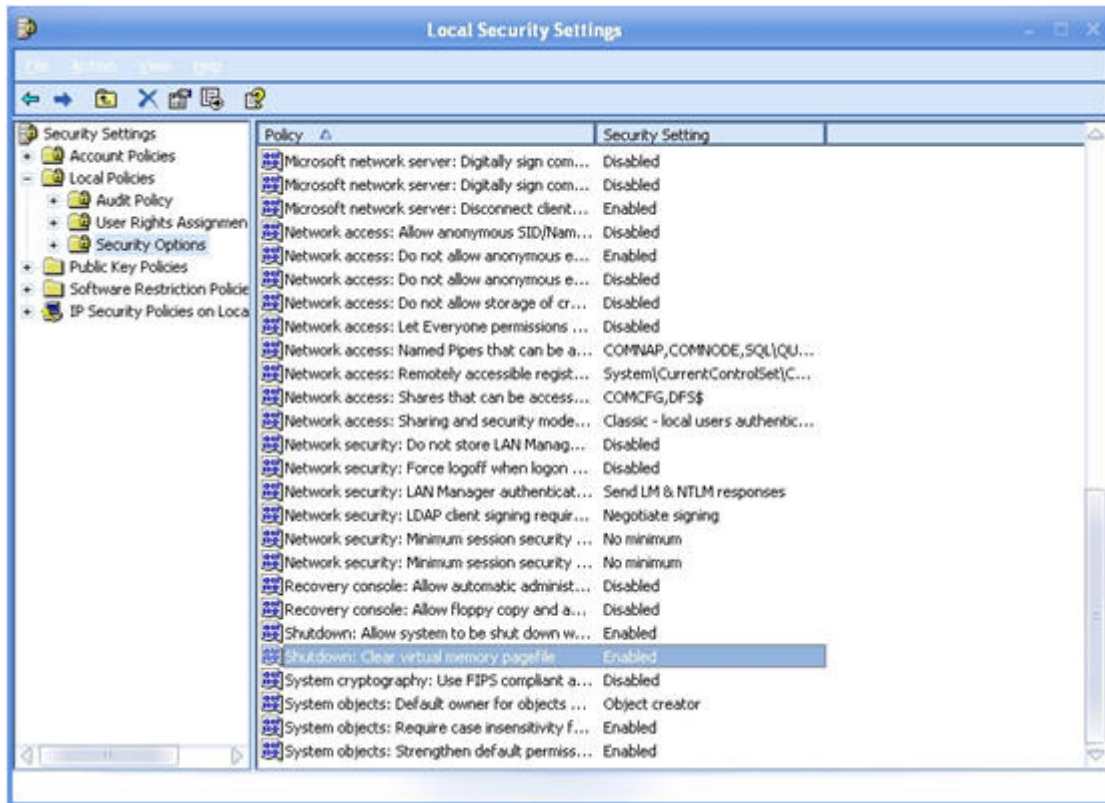 Local Security Settings
File Action View Help
Security Settings
Account Policies
Local Policies
Audit Policy
User Rights Assignmen
Security Options
Public Key Policies
Software Restriction Policie
IP Security Policies on Loca
Policy Security Setting
Microsoft network server: Digitally sign com... Disabled
Microsoft network server: Digitally sign com... Disabled
Microsoft network server: Disconnect client... Enabled
Network access: Allow anonymous SID/Nam... Disabled
Network access: Do not allow anonymous e... Enabled
Network access: Do not allow anonymous e... Disabled
Network access: Do not allow storage of cr... Disabled
Network access: Let Everyone permissions ... Disabled
Network access: Named Pipes that can be a... COMNAP,COMNODE,SQL\QU...
Network access: Remotely accessible regist... System\CurrentControlSet\C...
Network access: Shares that can be access... COMCFG,DFS$
Network access: Sharing and security mode... Classic - local users authentic...
Network security: Do not store LAN Manag... Disabled
Network security: Force logoff when logon ... Disabled
Network security: LAN Manager authenticat... Send LM & NTLM responses
Network security: LDAP client signing requir... Negotiate signing
Network security: Minimum session security ... No minimum
Network security: Minimum session security ... No minimum
Recovery console: Allow automatic administ... Disabled
Recovery console: Allow floppy copy and a... Disabled
Shutdown: Allow system to be shut down w... Enabled
Shutdown: Clear virtual memory pagefile Enabled
System cryptography: Use FIPS compliant a... Disabled
System objects: Default owner for objects ... Object creator
System objects: Require case insensitivity f... Enabled
System objects: Strengthen default permiss... Enabled